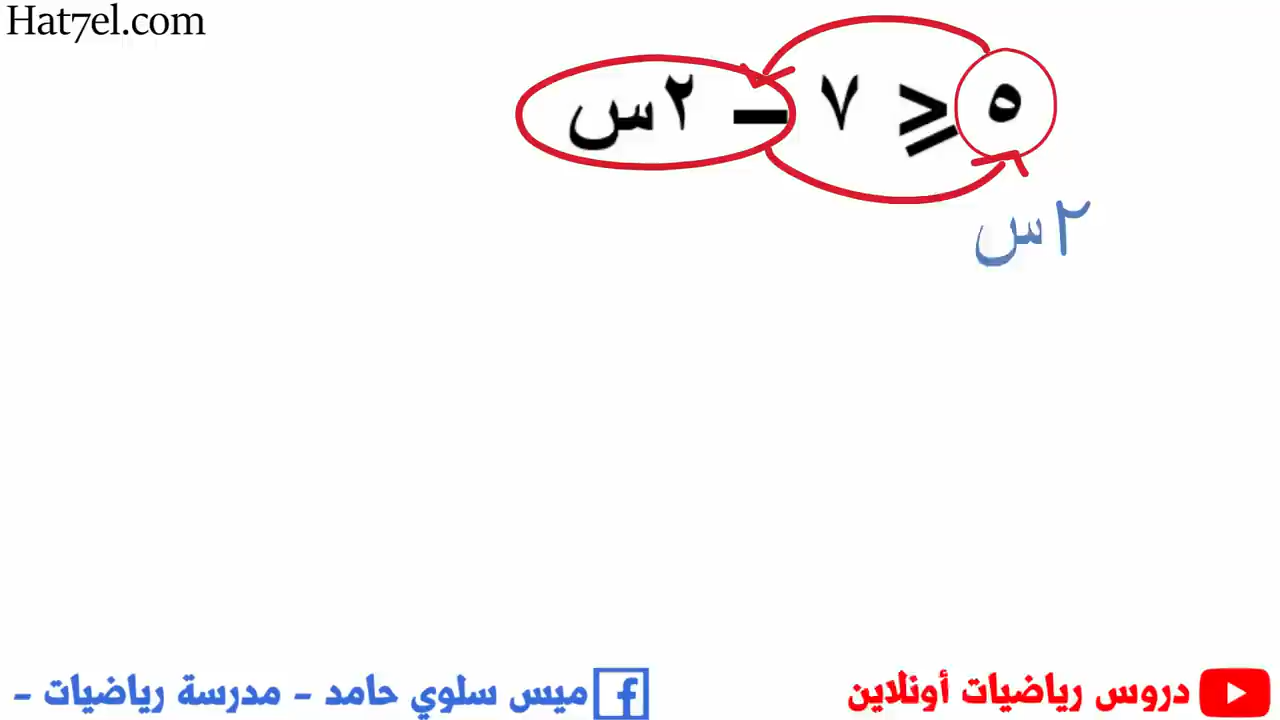 Hat7el.com
٥ ≥ ٧ − ٢س
٢س
دروس رياضيات أونلاين
ميس سلوي حامد - مدرسة رياضيات -